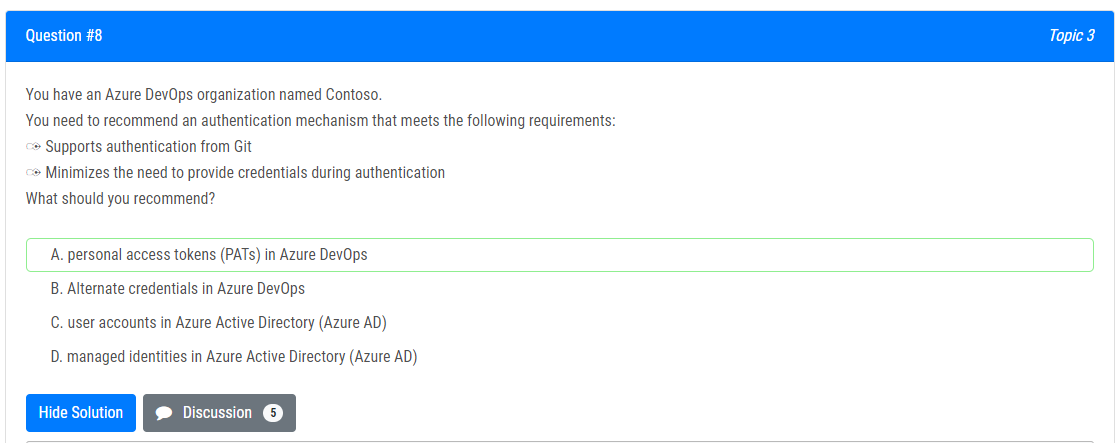 Question #8
Topic 3
You have an Azure DevOps organization named Contoso.
You need to recommend an authentication mechanism that meets the following requirements:
Supports authentication from Git
Minimizes the need to provide credentials during authentication
What should you recommend?
A. personal access tokens (PATs) in Azure DevOps
B. Alternate credentials in Azure DevOps
C. user accounts in Azure Active Directory (Azure AD)
D. managed identities in Azure Active Directory (Azure AD)
Hide Solution
Discussion 5